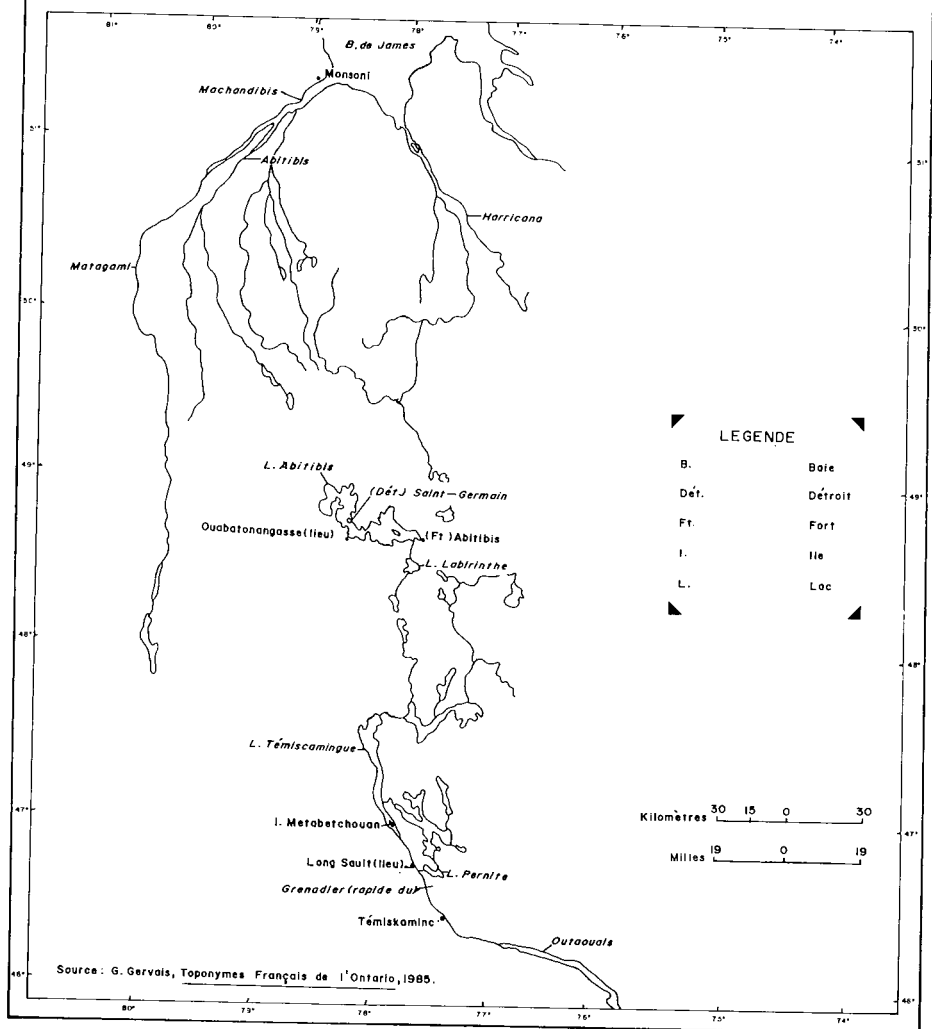 81° 80° 79° 78° 77° 76° 75° 74°
B. de James
Monsoni
Machandibis
51°
51°
Abitibis
Harricana
Matagami
50°
50°
LEGENDE
B. Baie
Dét. Détroit
Ft. Fort
I. Ile
L. Lac
49°
49°
L. Abitibis
(Dét.) Saint-Germain
Ouabatonangasse (lieu)
(Ft) Abitibis
L. Labirinthe
48°
48°
L. Témiscamingue
47°
47°
Kilomètres 30 15 0 30
Milles 19 0 19
I. Metabetchouan
Long Sault (lieu)
L. Pernite
Grenadier (rapide du)
Témiskaminc
Outaouais
46°
46°
Source: G. Gervais, Toponymes Français de l'Ontario, 1985.
80° 79° 78° 77° 76° 75° 74°